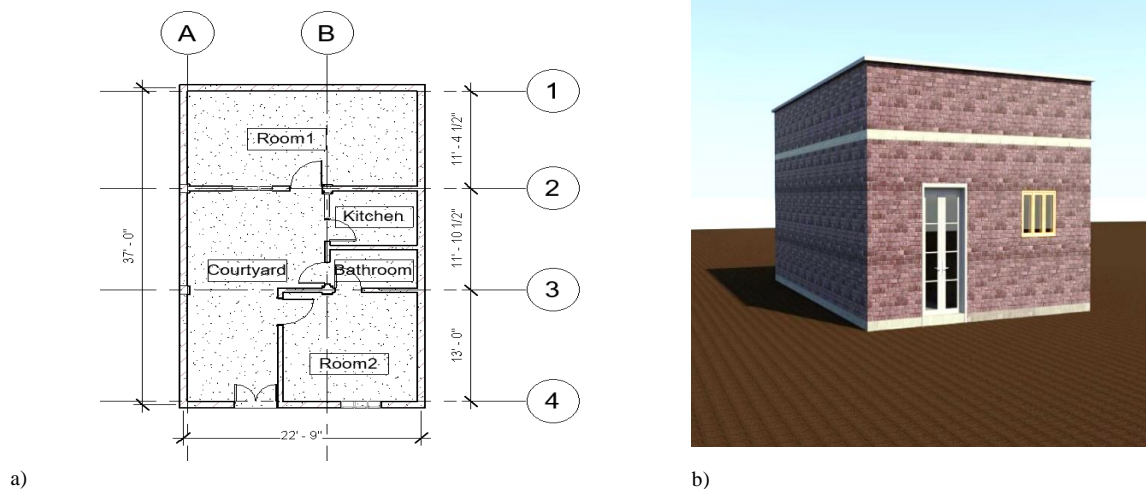 A
B
1
Room1
11' - 4 1/2"
2
Kitchen
37' - 0"
11' - 10 1/2"
Courtyard
Bathroom
3
13' - 0"
Room2
4
22' - 9"
a)
b)